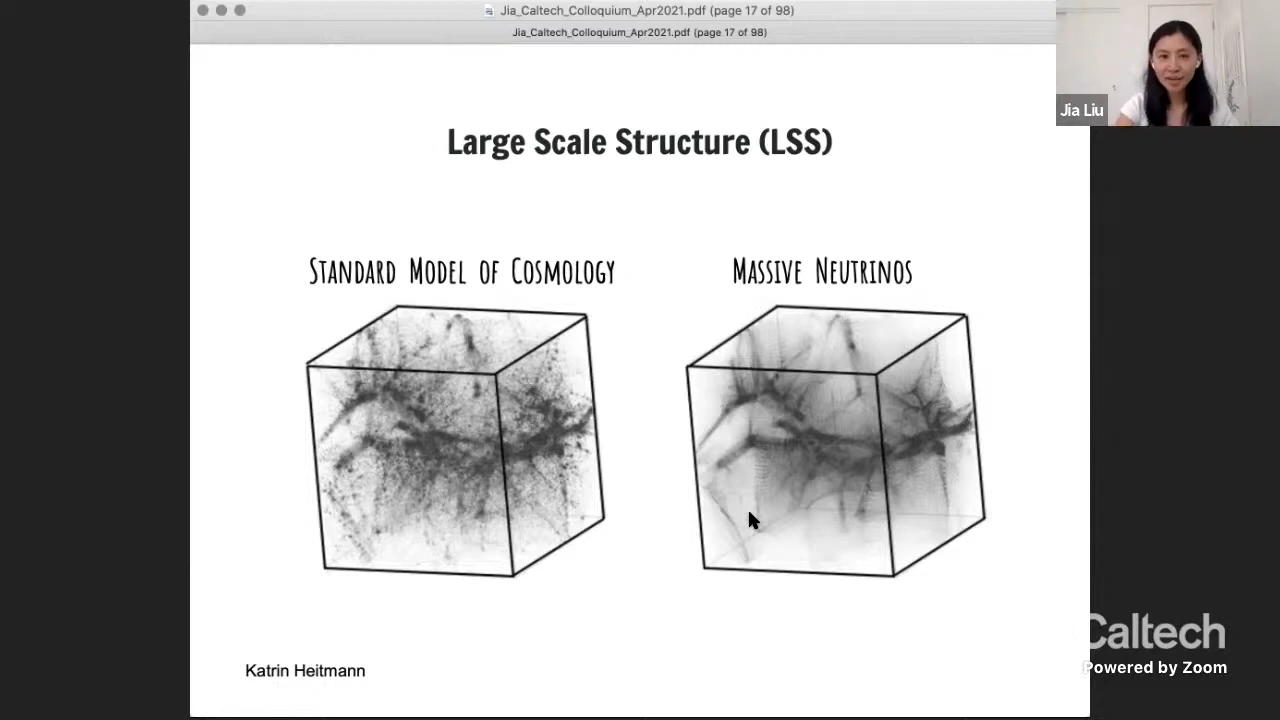 Jia_Caltech_Colloquium_Apr2021.pdf (page 17 of 98)
Jia_Caltech_Colloquium_Apr2021.pdf (page 17 of 98)
Jia Liu
Large Scale Structure (LSS)
Standard Model of Cosmology
Massive Neutrinos
Katrin Heitmann
Caltech
Powered by Zoom